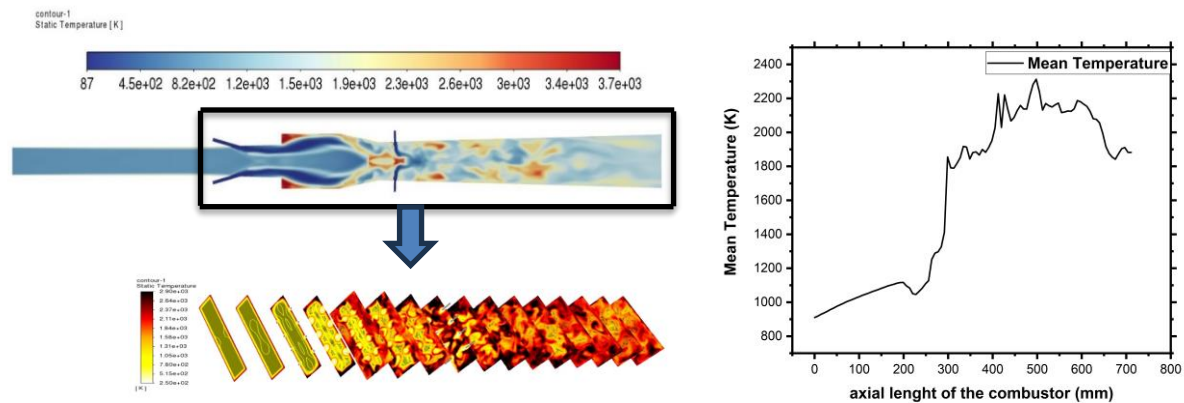 contour-1
Static Temperature [ K ]
87 4.5e+02 8.2e+02 1.2e+03 1.5e+03 1.9e+03 2.3e+03 2.6e+03 3e+03 3.4e+03 3.7e+03
contour-1
Static Temperature
2.90e+03
2.64e+03
2.37e+03
2.11e+03
1.84e+03
1.58e+03
1.31e+03
1.05e+03
7.80e+02
5.15e+02
2.50e+02
[ K ]
Mean Temperature
Mean Temperature (K)
2400
2200
2000
1800
1600
1400
1200
1000
800
0 100 200 300 400 500 600 700 800
axial lenght of the combustor (mm)